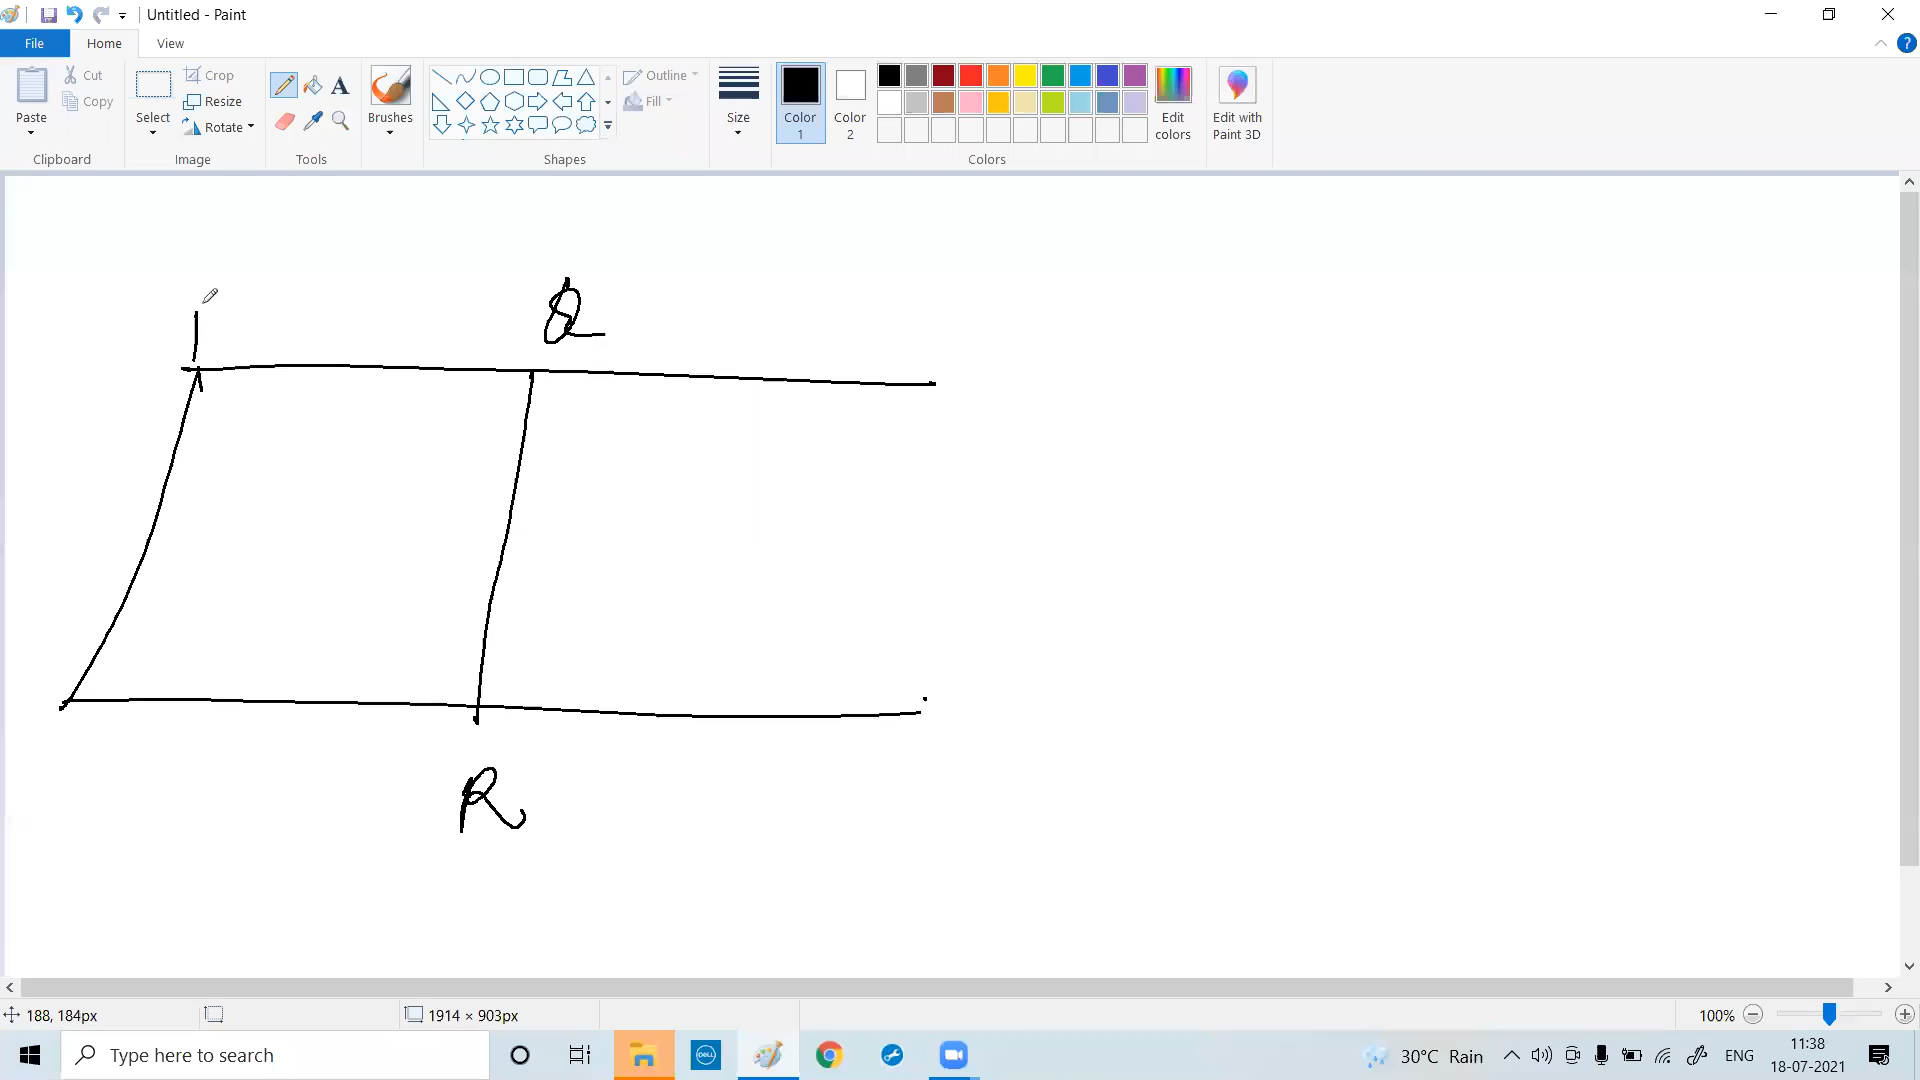 Untitled - Paint
File Home View
Paste
Cut
Copy
Clipboard
Select
Crop
Resize
Rotate
Image
Tools
Brushes
Shapes
Outline
Fill
Size
Color 1
Color 2
Colors
Edit colors
Edit with Paint 3D
Q
R
188, 184px
1914 × 903px
100%
Type here to search
DELL
30°C Rain
ENG
11:38
18-07-2021